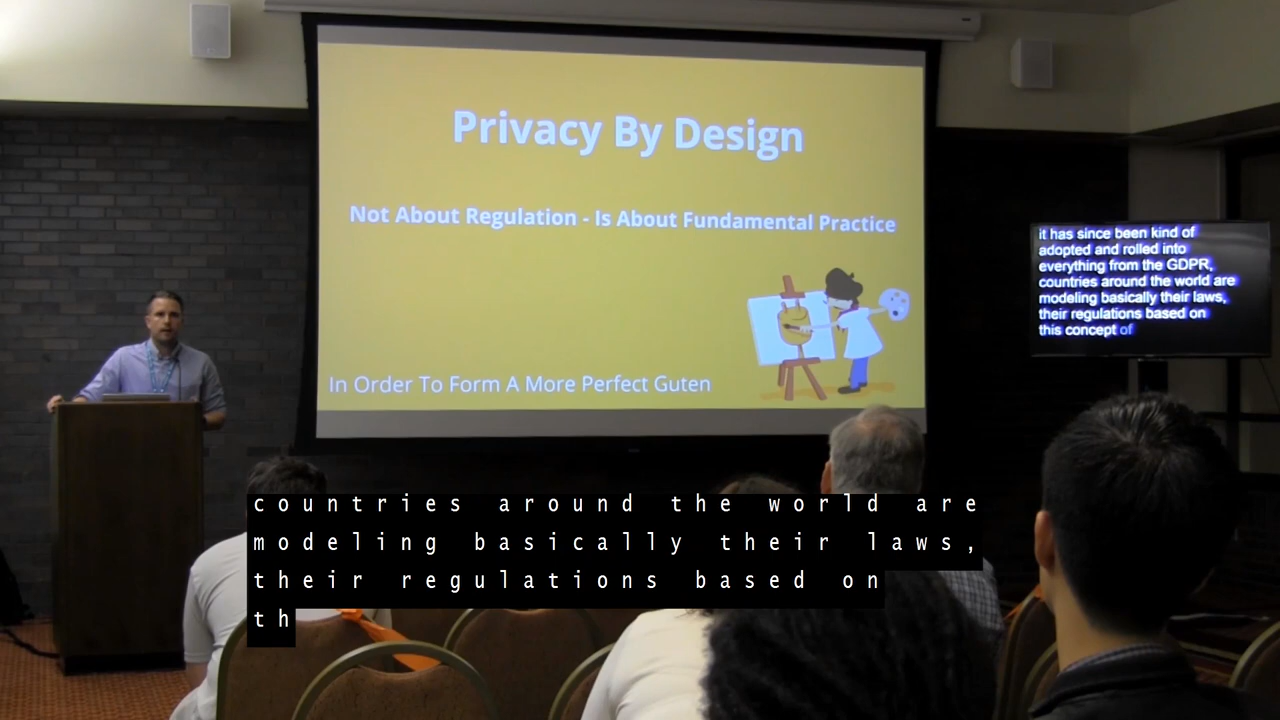 Privacy By Design
Not About Regulation - Is About Fundamental Practice
In Order To Form A More Perfect Guten
it has since been kind of
adopted and rolled into
everything from the GDPR,
countries around the world are
modeling basically their laws,
their regulations based on
this concept of
countries around the world are
modeling basically their laws,
their regulations based on
th